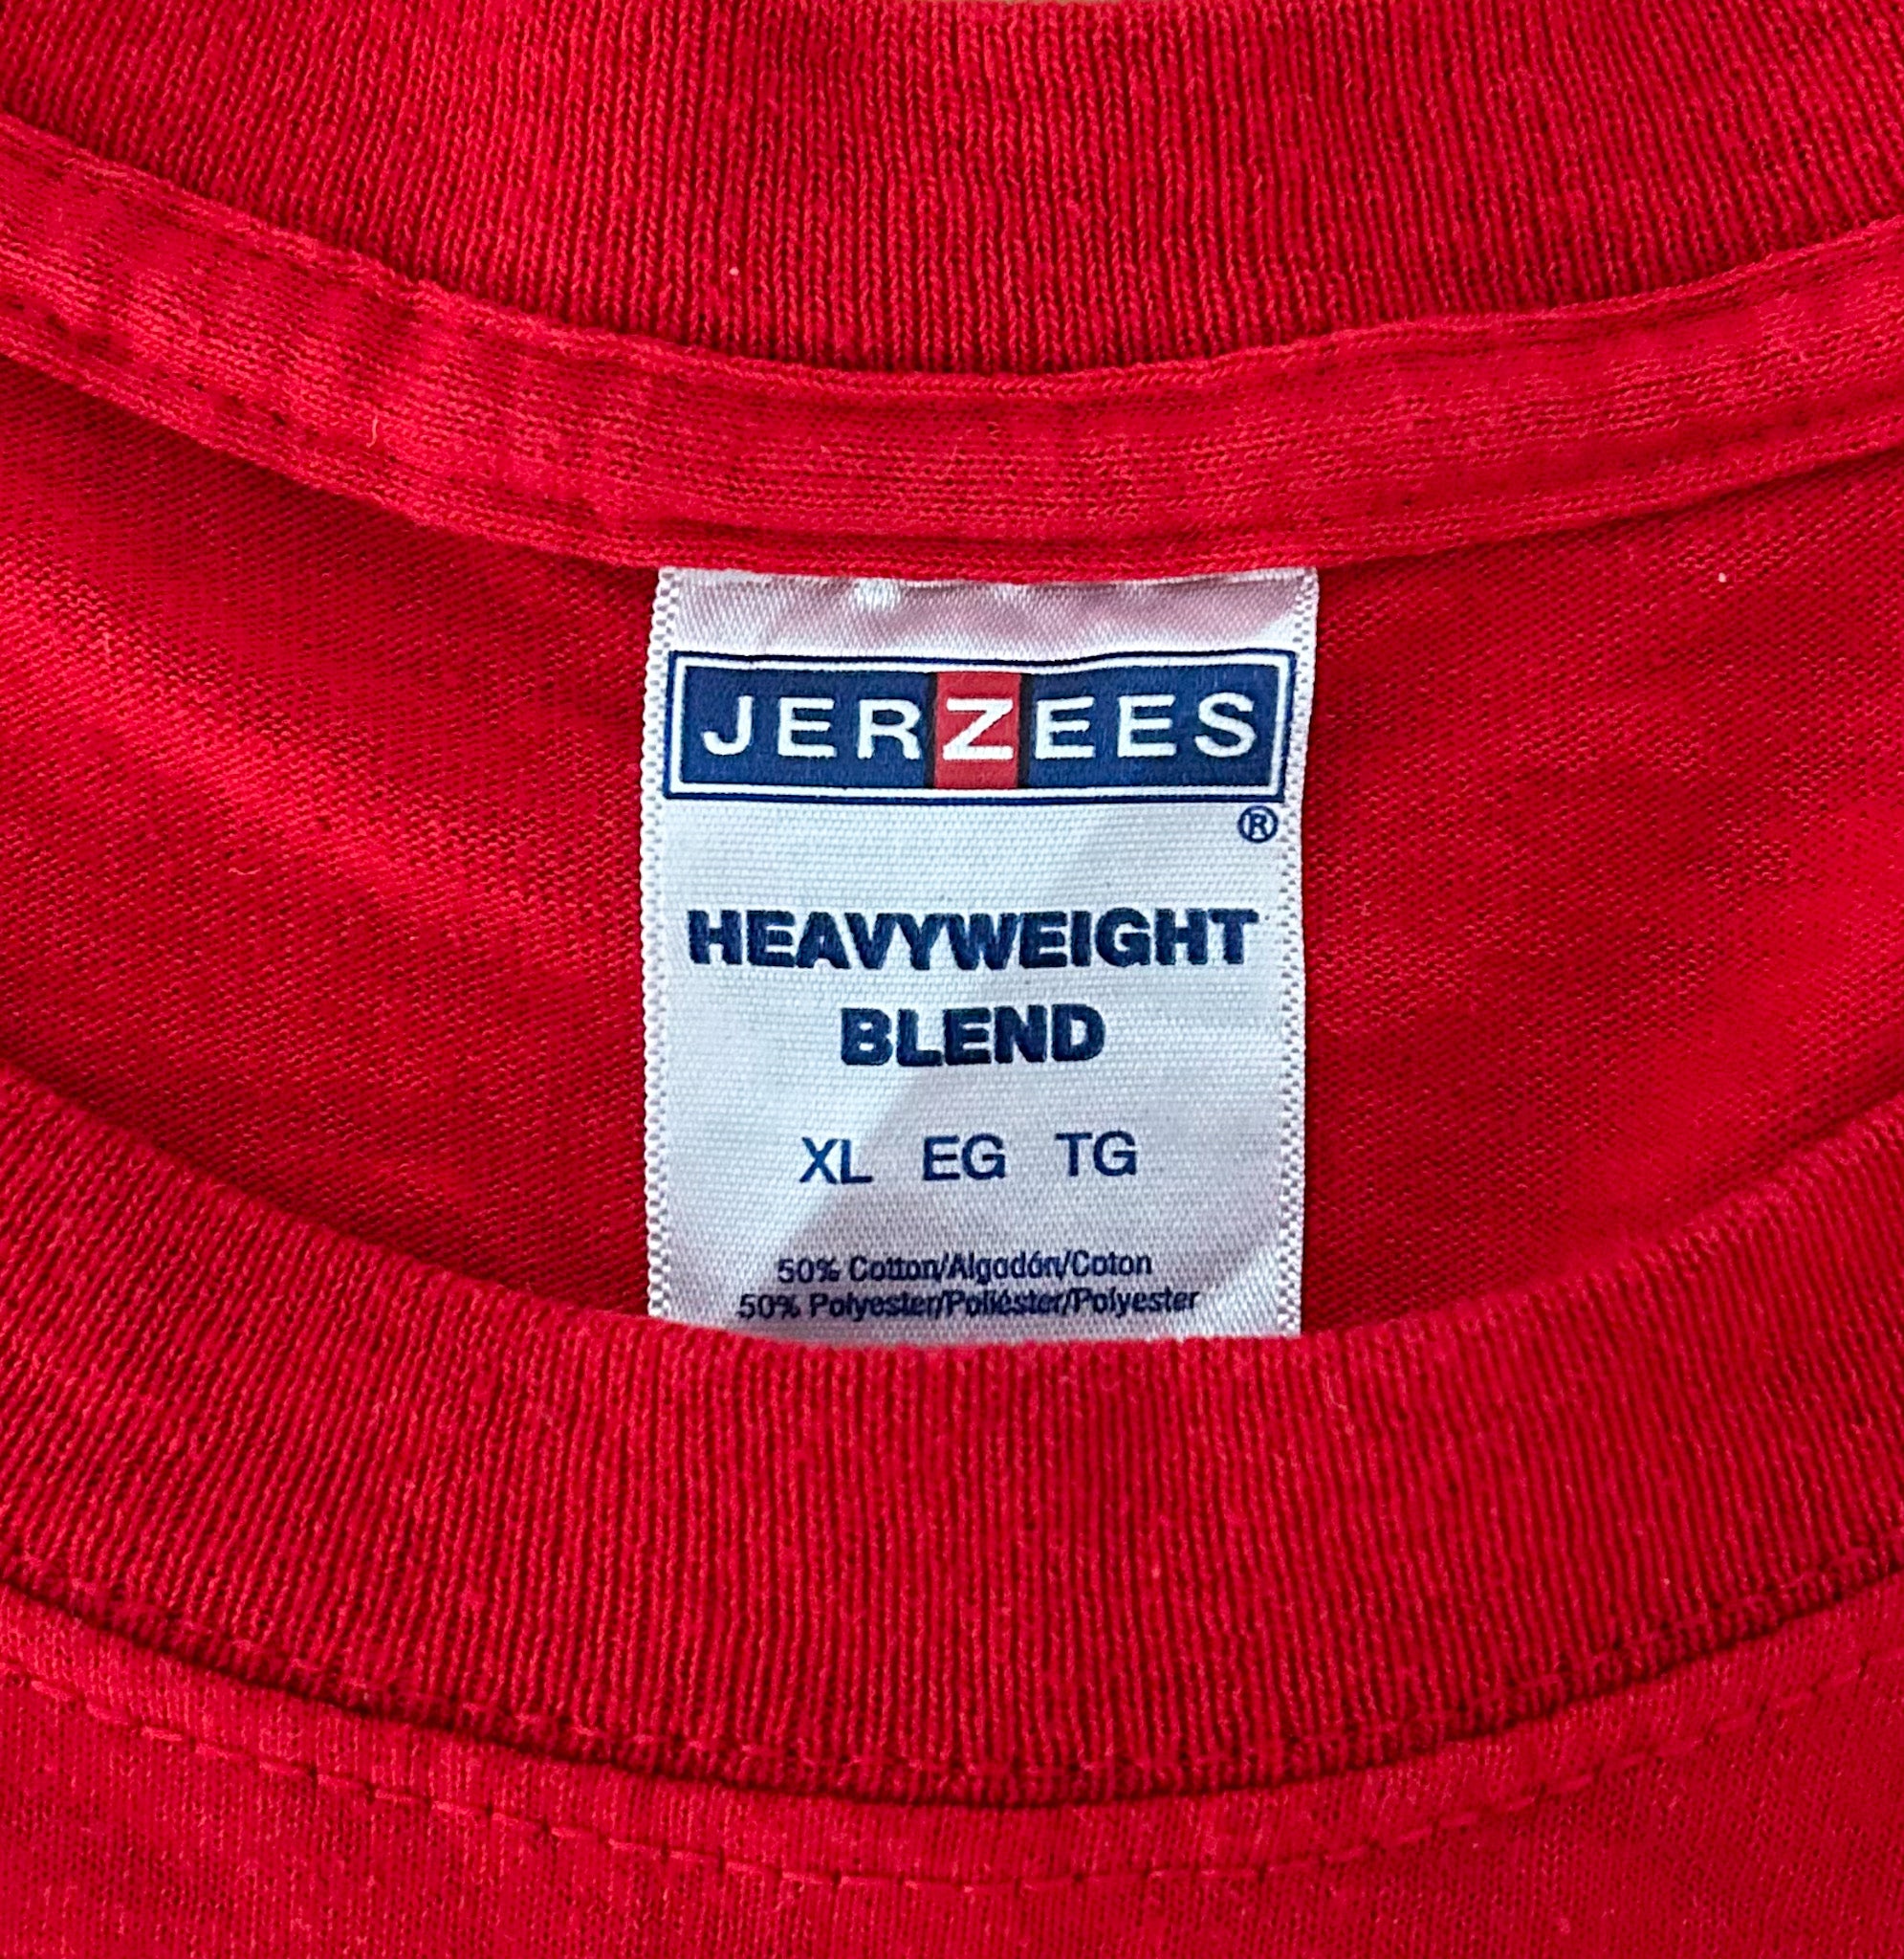 JERZEES
®
HEAVYWEIGHT
BLEND
XL EG TG
50% Cotton/Algodón/Coton
50% Polyester/Poliéster/Polyester